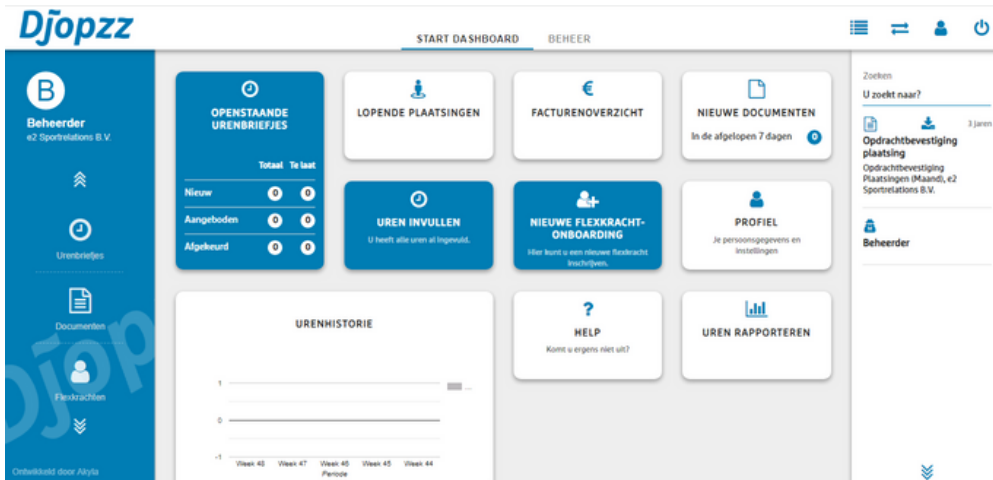 Djopzz
START DASHBOARD
BEHEER
B
Beheerder
e2 Sportrelations B.V.
Urenbriefjes
Documenten
Flexkrachten
Djop
Ontwikkeld door Akyla
OPENSTAANDE
URENBRIEFJES
Totaal Te laat
Nieuw 0 0
Aangeboden 0 0
Afgekeurd 0 0
LOPENDE PLAATSINGEN
€
FACTURENOVERZICHT
NIEUWE DOCUMENTEN
In de afgelopen 7 dagen 0
UREN INVULLEN
U heeft alle uren al ingevuld.
NIEUWE FLEXKRACHT-
ONBOARDING
Hier kunt u een nieuwe flexkracht
inschrijven.
PROFIEL
Je persoonsgegevens en
instellingen
URENHISTORIE
1
0
-1
...
Week 48 Week 47 Week 46 Week 45 Week 44
Periode
?
HELP
Komt u ergens niet uit?
UREN RAPPORTEREN
Zoeken
U zoekt naar?
3 jaren
Opdrachtbevestiging
plaatsing
Opdrachtbevestiging
Plaatsingen (Maand), e2
Sportrelations B.V.
Beheerder